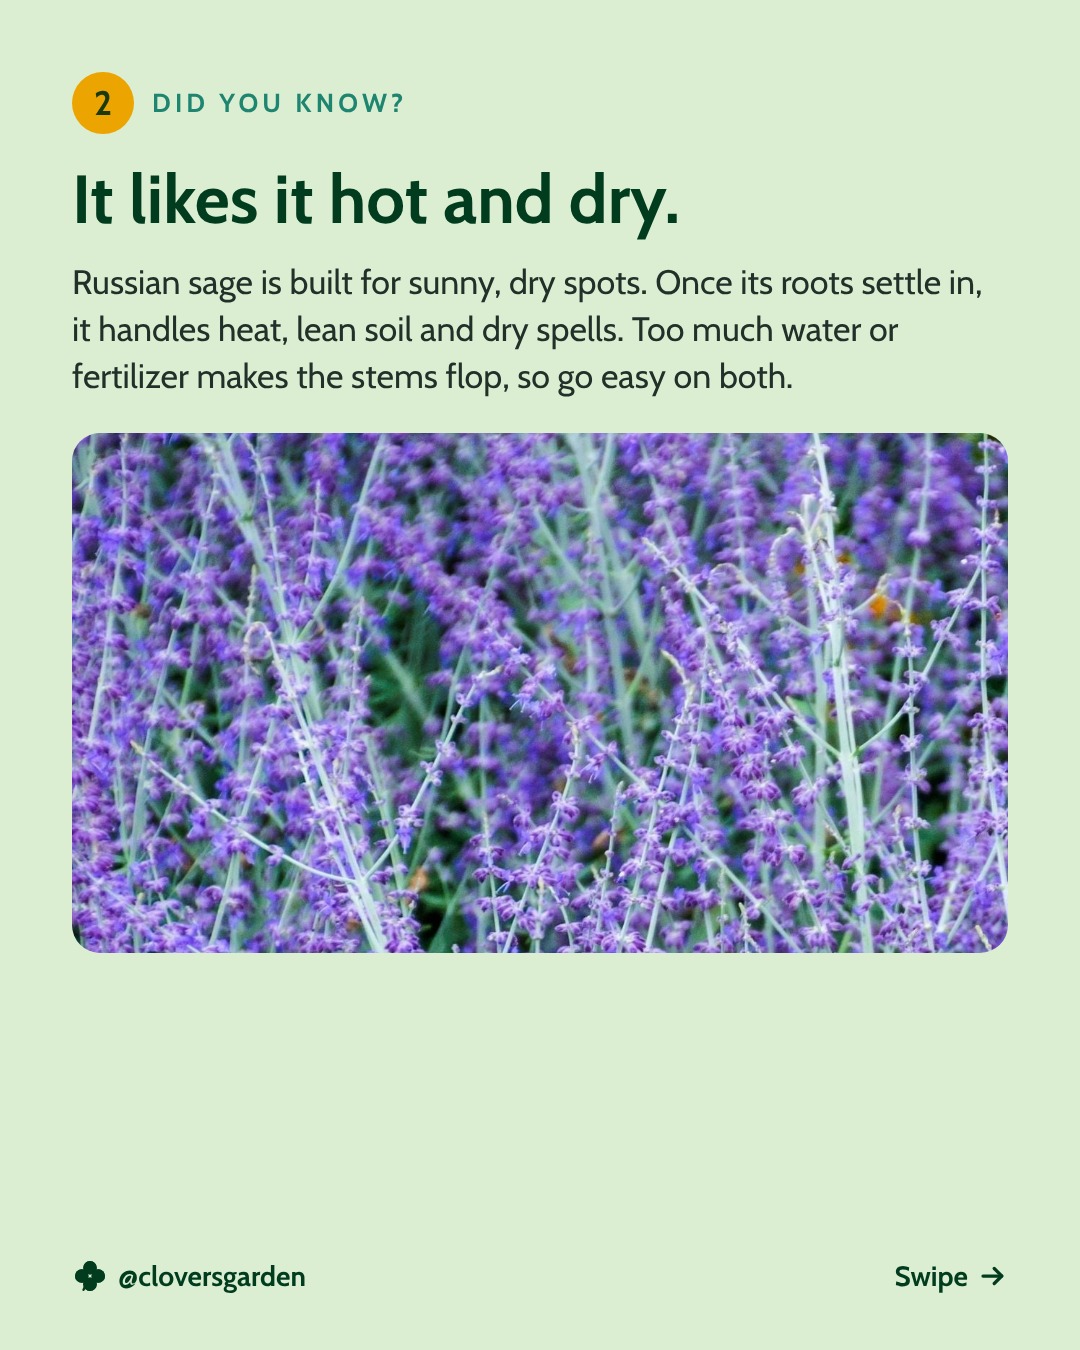 2 DID YOU KNOW?
It likes it hot and dry.
Russian sage is built for sunny, dry spots. Once its roots settle in,
it handles heat, lean soil and dry spells. Too much water or
fertilizer makes the stems flop, so go easy on both.
@cloversgarden
Swipe →